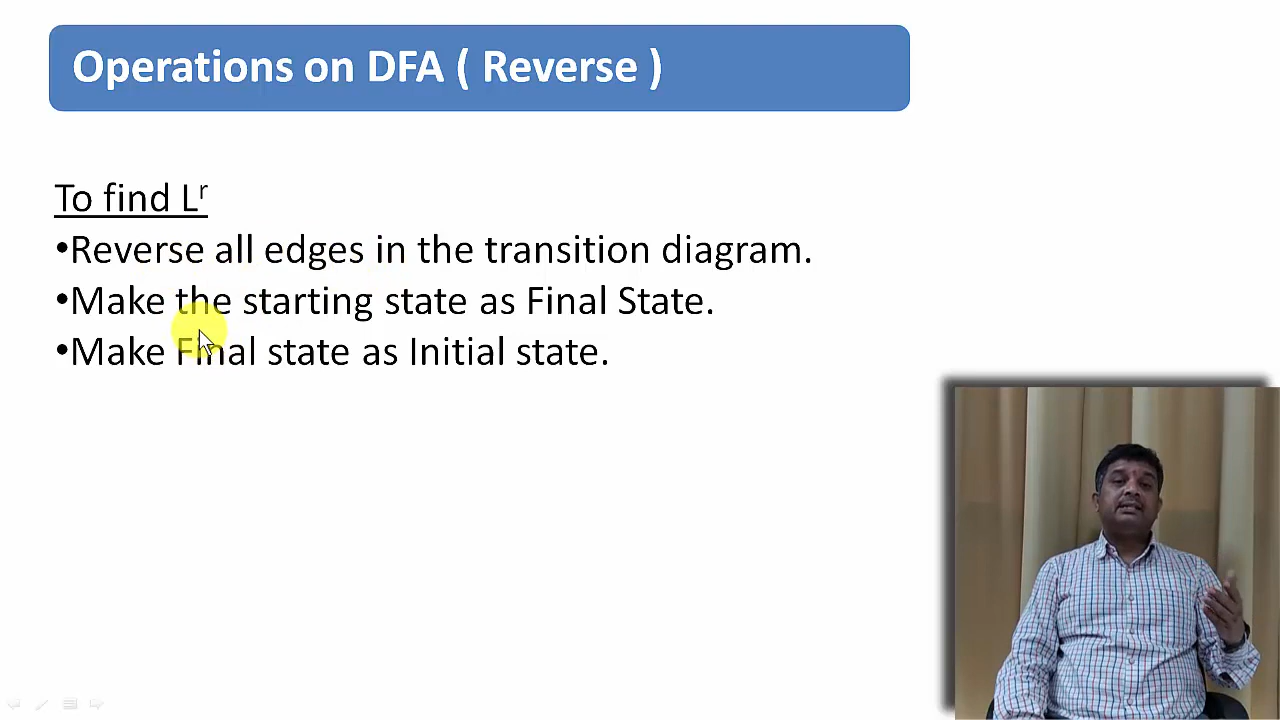 Operations on DFA ( Reverse )
To find Lʳ
•Reverse all edges in the transition diagram.
•Make the starting state as Final State.
•Make Final state as Initial state.